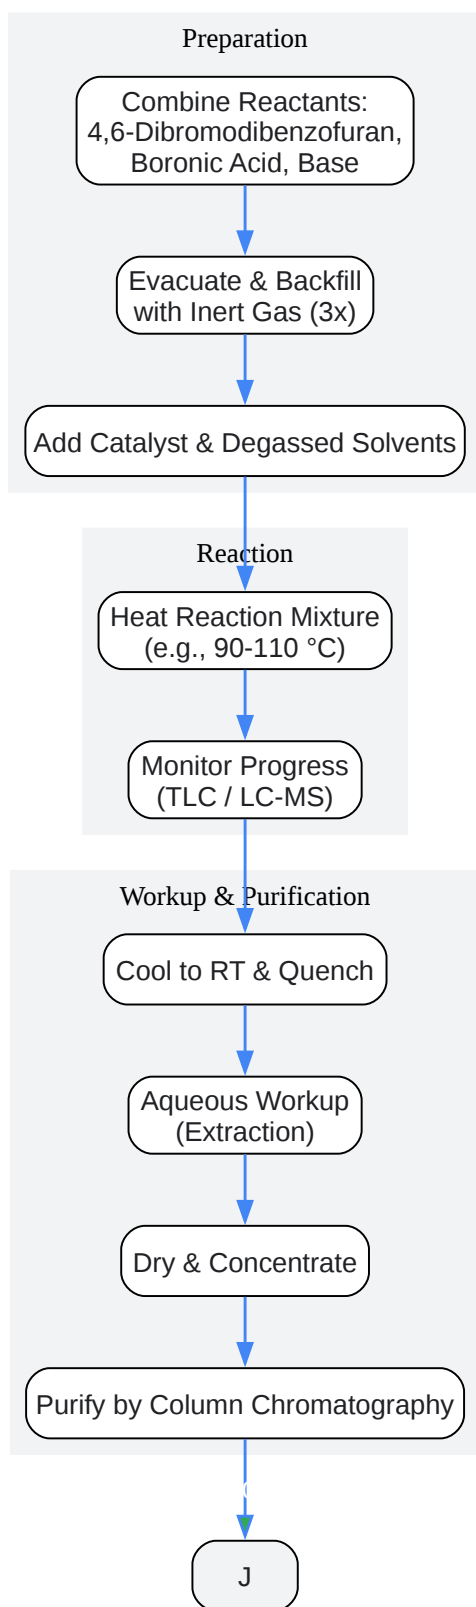 Preparation
Combine Reactants:
4,6-Dibromodibenzofuran,
Boronic Acid, Base
Evacuate & Backfill
with Inert Gas (3x)
Add Catalyst & Degassed Solvents
Reaction
Heat Reaction Mixture
(e.g., 90-110 °C)
Monitor Progress
(TLC / LC-MS)
Workup & Purification
Cool to RT & Quench
Aqueous Workup
(Extraction)
Dry & Concentrate
Purify by Column Chromatography
J